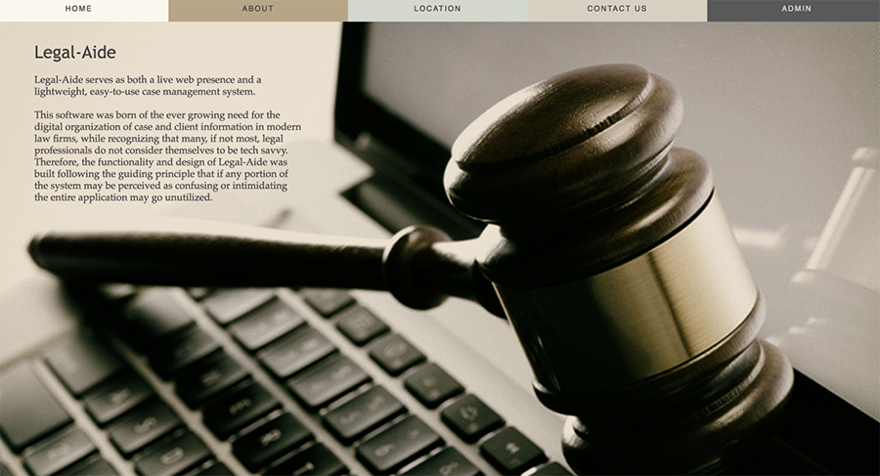 HOME
ABOUT
LOCATION
CONTACT US
ADMIN
Legal-Aide
Legal-Aide serves as both a live web presence and a
lightweight, easy-to-use case management system.
This software was born of the ever growing need for the
digital organization of case and client information in modern
law firms, while recognizing that many, if not most, legal
professionals do not consider themselves to be tech savvy.
Therefore, the functionality and design of Legal-Aide was
built following the guiding principle that if any portion of
the system may be perceived as confusing or intimidating
the entire application may go unutilized.